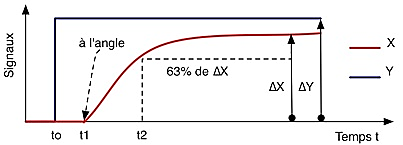 Signaux
à l'angle
63% de ΔX
ΔX
ΔY
X
Y
to
t1
t2
Temps t